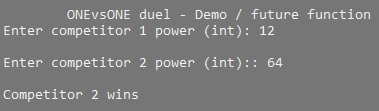 ONEvsONE duel - Demo / future function
Enter competitor 1 power (int): 12
Enter competitor 2 power (int):: 64
Competitor 2 wins